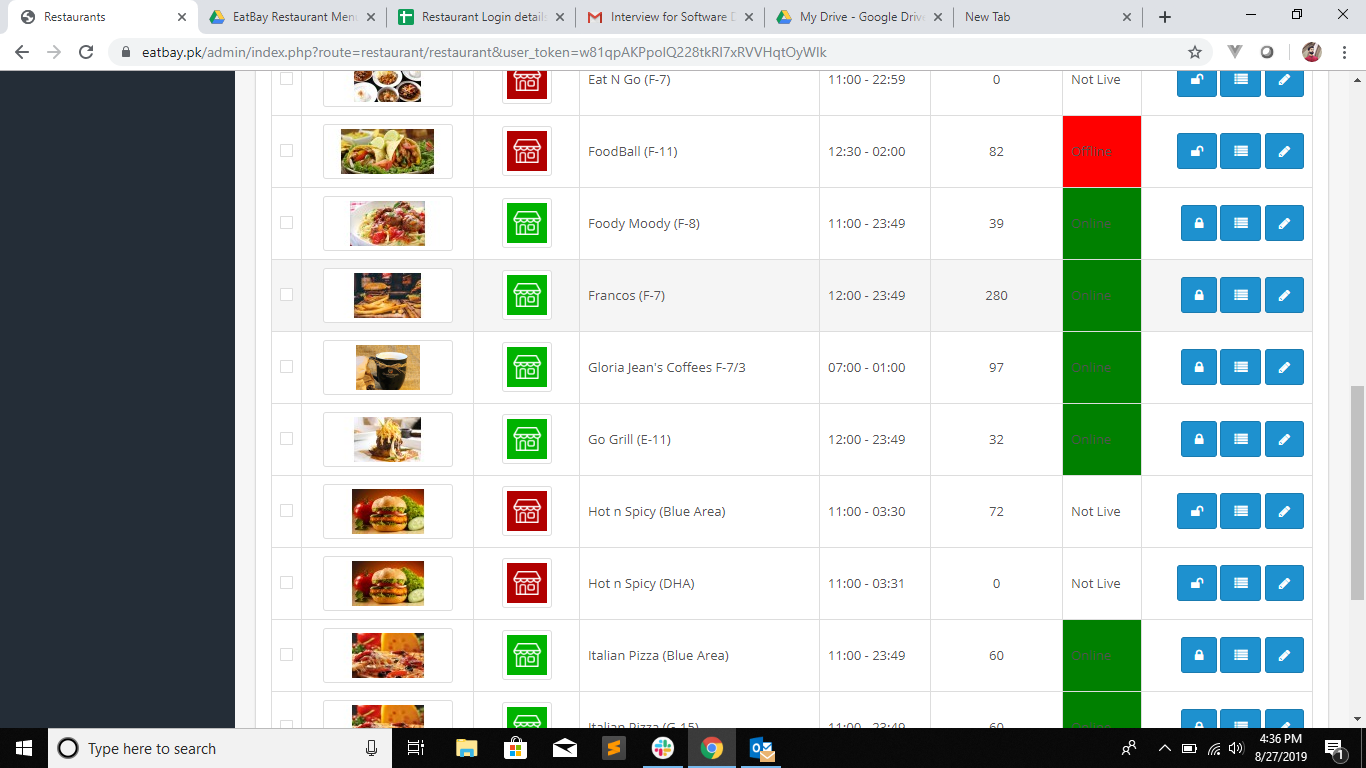 Restaurants
EatBay Restaurant Menu
Restaurant Login details
Interview for Software D
My Drive - Google Drive
New Tab
eatbay.pk/admin/index.php?route=restaurant/restaurant&user_token=w81qpAKPpolQ228tkRl7xRVVHqtOyWlk
Eat N Go (F-7) 11:00 - 22:59 0 Not Live
FoodBall (F-11) 12:30 - 02:00 82 Offline
Foody Moody (F-8) 11:00 - 23:49 39 Online
Francos (F-7) 12:00 - 23:49 280 Online
Gloria Jean's Coffees F-7/3 07:00 - 01:00 97 Online
Go Grill (E-11) 12:00 - 23:49 32 Online
Hot n Spicy (Blue Area) 11:00 - 03:30 72 Not Live
Hot n Spicy (DHA) 11:00 - 03:31 0 Not Live
Italian Pizza (Blue Area) 11:00 - 23:49 60 Online
Italian Pizza (G-15) 11:00 - 23:49 60 Online
Type here to search
4:36 PM
8/27/2019
1